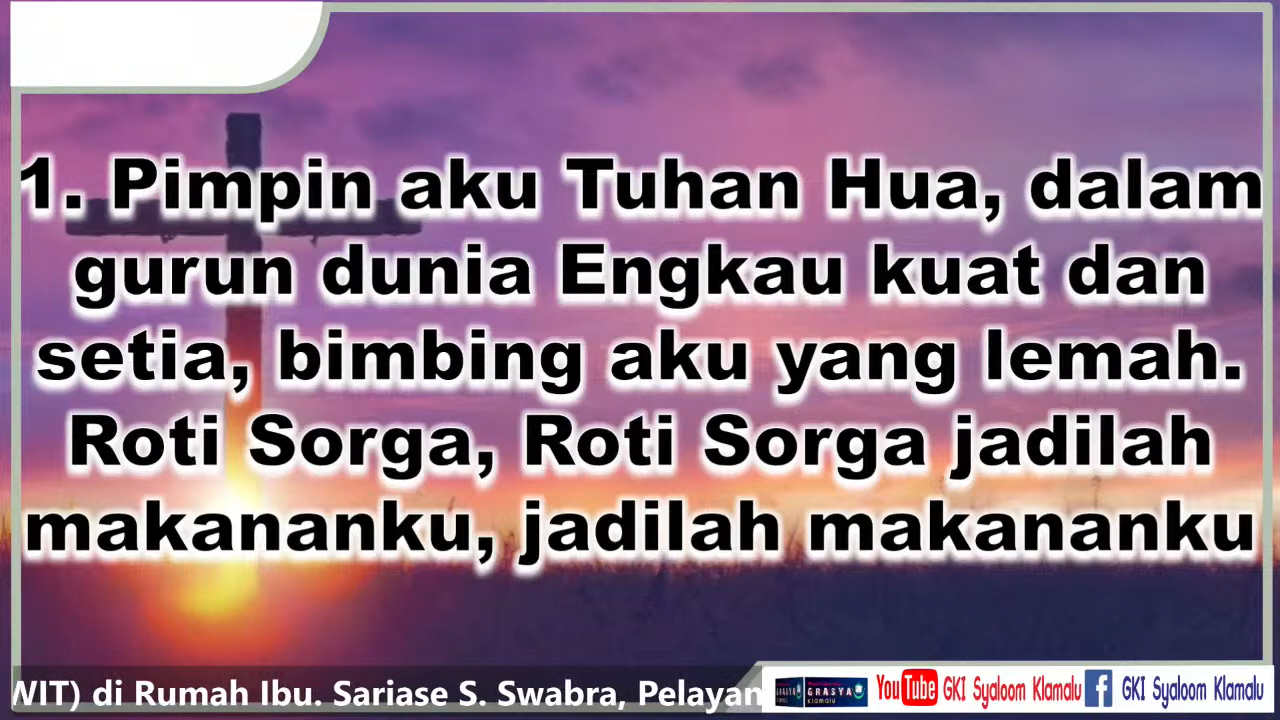 1. Pimpin aku Tuhan Hua, dalam
gurun dunia Engkau kuat dan
setia, bimbing aku yang lemah.
Roti Sorga, Roti Sorga jadilah
makananku, jadilah makananku
WIT) di Rumah Ibu. Sariase S. Swabra, Pelayan
GRASYA
Klamalu
YouTube GKI Syaloom Klamalu f GKI Syaloom Klamalu